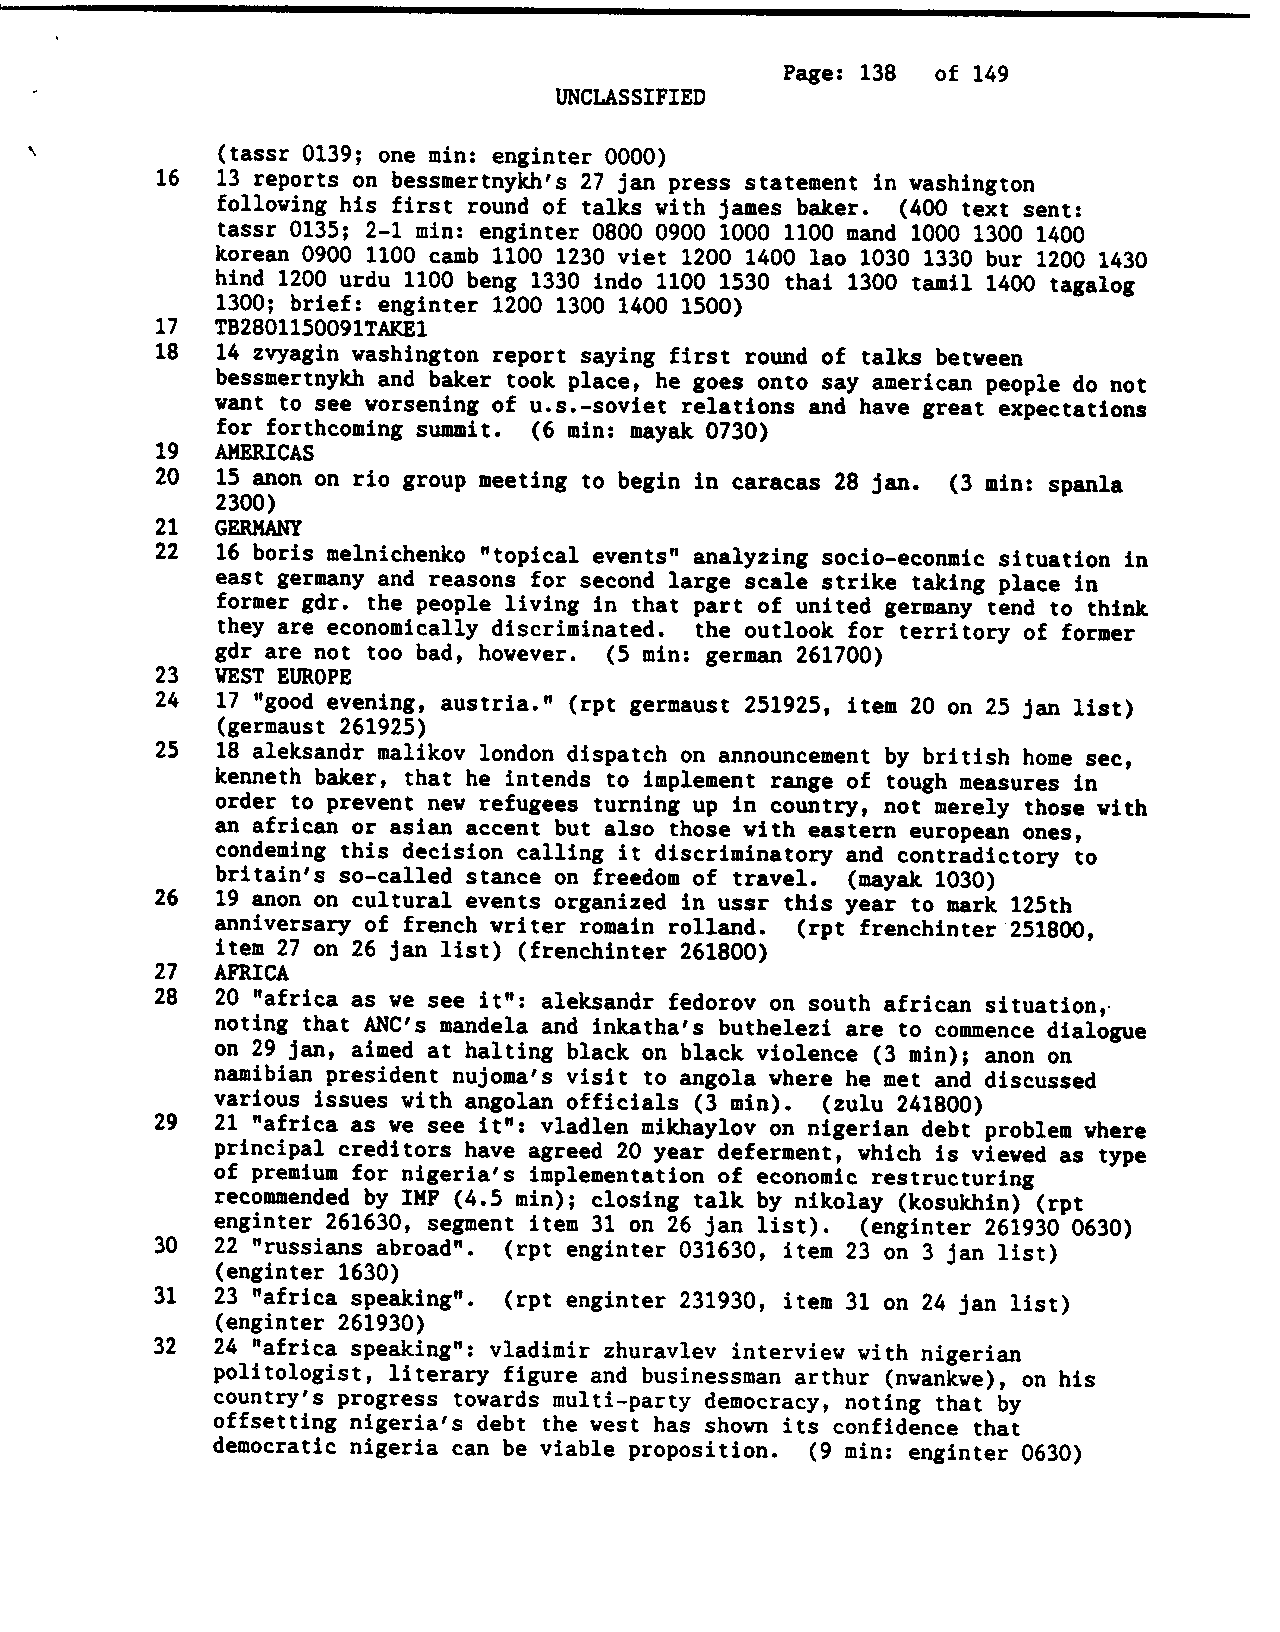 Page: 138 of 149
UNCLASSIFIED
(tassr 0139; one min: enginter 0000)
16 13 reports on bessmertnykh's 27 jan press statement in washington
following his first round of talks with james baker. (400 text sent:
tassr 0135; 2-1 min: enginter 0800 0900 1000 1100 mand 1000 1300 1400
korean 0900 1100 camb 1100 1230 viet 1200 1400 lao 1030 1330 bur 1200 1430
hind 1200 urdu 1100 beng 1330 indo 1100 1530 thai 1300 tamil 1400 tagalog
1300; brief: enginter 1200 1300 1400 1500)
17 TB2801150091TAKE1
18 14 zvyagin washington report saying first round of talks between
bessmertnykh and baker took place, he goes onto say american people do not
want to see worsening of u.s.-soviet relations and have great expectations
for forthcoming summit. (6 min: mayak 0730)
19 AMERICAS
20 15 anon on rio group meeting to begin in caracas 28 jan. (3 min: spanla
2300)
21 GERMANY
22 16 boris melnichenko "topical events" analyzing socio-econmic situation in
east germany and reasons for second large scale strike taking place in
former gdr. the people living in that part of united germany tend to think
they are economically discriminated. the outlook for territory of former
gdr are not too bad, however. (5 min: german 261700)
23 WEST EUROPE
24 17 "good evening, austria." (rpt germaust 251925, item 20 on 25 jan list)
(germaust 261925)
25 18 aleksandr malikov london dispatch on announcement by british home sec,
kenneth baker, that he intends to implement range of tough measures in
order to prevent new refugees turning up in country, not merely those with
an african or asian accent but also those with eastern european ones,
condeming this decision calling it discriminatory and contradictory to
britain's so-called stance on freedom of travel. (mayak 1030)
26 19 anon on cultural events organized in ussr this year to mark 125th
anniversary of french writer romain rolland. (rpt frenchinter 251800,
item 27 on 26 jan list) (frenchinter 261800)
27 AFRICA
28 20 "africa as we see it": aleksandr fedorov on south african situation,
noting that ANC's mandela and inkatha's buthelezi are to commence dialogue
on 29 jan, aimed at halting black on black violence (3 min); anon on
namibian president nujoma's visit to angola where he met and discussed
various issues with angolan officials (3 min). (zulu 241800)
29 21 "africa as we see it": vladlen mikhaylov on nigerian debt problem where
principal creditors have agreed 20 year deferment, which is viewed as type
of premium for nigeria's implementation of economic restructuring
recommended by IMF (4.5 min); closing talk by nikolay (kosukhin) (rpt
enginter 261630, segment item 31 on 26 jan list). (enginter 261930 0630)
30 22 "russians abroad". (rpt enginter 031630, item 23 on 3 jan list)
(enginter 1630)
31 23 "africa speaking". (rpt enginter 231930, item 31 on 24 jan list)
(enginter 261930)
32 24 "africa speaking": vladimir zhuravlev interview with nigerian
politologist, literary figure and businessman arthur (nwankwe), on his
country's progress towards multi-party democracy, noting that by
offsetting nigeria's debt the west has shown its confidence that
democratic nigeria can be viable proposition. (9 min: enginter 0630)